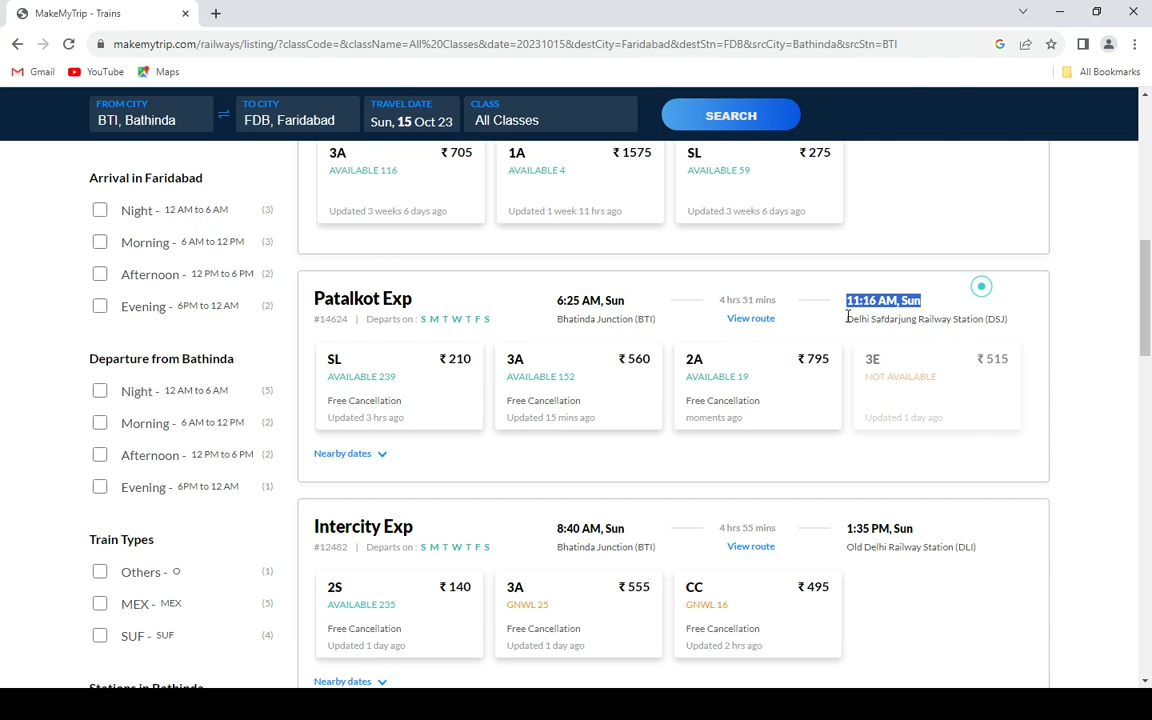 MakeMyTrip - Trains
makemytrip.com/railways/listing/?classCode=&className=All%20Classes&date=20231015&destCity=Faridabad&destStn=FDB&srcCity=Bathinda&srcStn=BTI
Gmail YouTube Maps All Bookmarks
FROM CITY TO CITY TRAVEL DATE CLASS
BTI, Bathinda FDB, Faridabad Sun, 15 Oct 23 All Classes SEARCH
3A ₹ 705 1A ₹ 1575 SL ₹ 275
AVAILABLE 116 AVAILABLE 4 AVAILABLE 59
Updated 3 weeks 6 days ago Updated 1 week 11 hrs ago Updated 3 weeks 6 days ago
Arrival in Faridabad
Night - 12 AM to 6 AM (3)
Morning - 6 AM to 12 PM (3)
Afternoon - 12 PM to 6 PM (2)
Evening - 6PM to 12 AM (2)
Departure from Bathinda
Night - 12 AM to 6 AM (5)
Morning - 6 AM to 12 PM (2)
Afternoon - 12 PM to 6 PM (2)
Evening - 6PM to 12 AM (1)
Train Types
Others - O (1)
MEX - MEX (5)
SUF - SUF (4)
Stations in Bathinda
Patalkot Exp 6:25 AM, Sun 4 hrs 51 mins 11:16 AM, Sun
#14624 | Departs on : S M T W T F S Bhatinda Junction (BTI) View route Delhi Safdarjung Railway Station (DSJ)
SL ₹ 210 3A ₹ 560 2A ₹ 795 3E ₹ 515
AVAILABLE 239 AVAILABLE 152 AVAILABLE 19 NOT AVAILABLE
Free Cancellation Free Cancellation Free Cancellation
Updated 3 hrs ago Updated 15 mins ago moments ago Updated 1 day ago
Nearby dates
Intercity Exp 8:40 AM, Sun 4 hrs 55 mins 1:35 PM, Sun
#12482 | Departs on : S M T W T F S Bhatinda Junction (BTI) View route Old Delhi Railway Station (DLI)
2S ₹ 140 3A ₹ 555 CC ₹ 495
AVAILABLE 235 GNWL 25 GNWL 16
Free Cancellation Free Cancellation Free Cancellation
Updated 1 day ago Updated 1 day ago Updated 2 hrs ago
Nearby dates